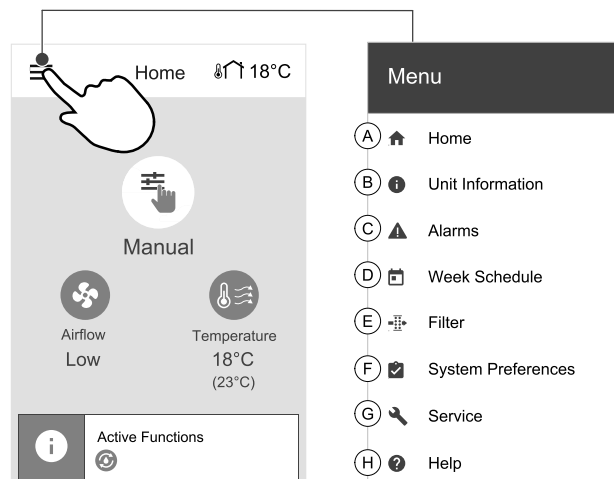 Home
18°C
Manual
Airflow
Low
Temperature
18°C
(23°C)
i
Active Functions
Menu
A Home
B Unit Information
C Alarms
D Week Schedule
E Filter
F System Preferences
G Service
H Help